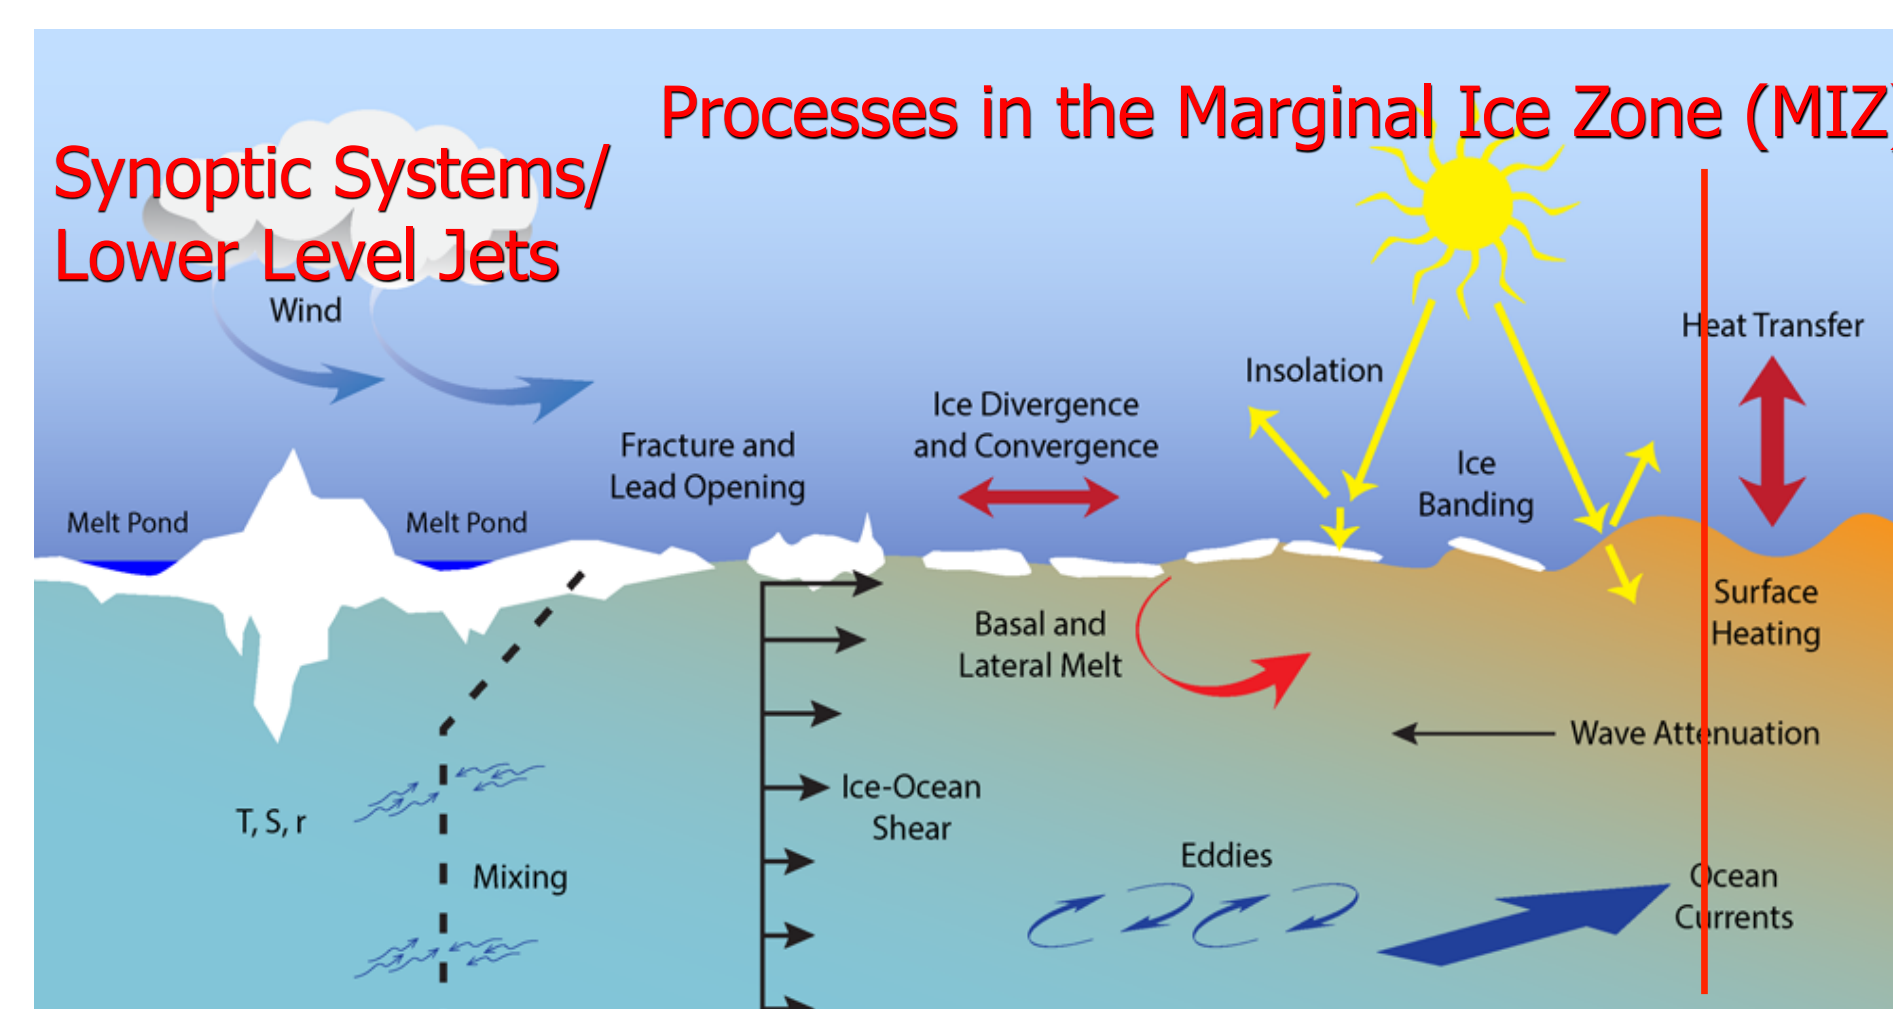 Processes in the Marginal Ice Zone (MIZ)
Synoptic Systems/
Lower Level Jets
Wind
Heat Transfer
Insolation
Ice Divergence
and Convergence
Fracture and
Lead Opening
Ice
Banding
Melt Pond
Melt Pond
Surface
Heating
Basal and
Lateral Melt
Wave Attenuation
Ice-Ocean
Shear
T, S, r
Mixing
Eddies
Ocean
Currents